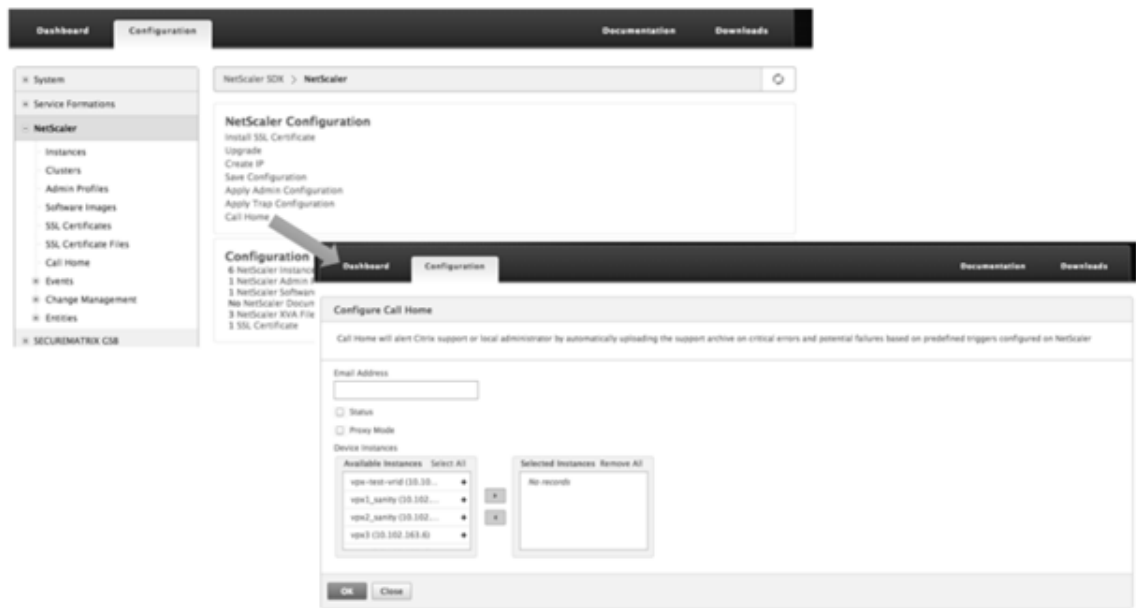 Dashboard
Configuration
Documentation
Downloads
System
Service Formations
NetScaler
Instances
Clusters
Admin Profiles
Software Images
SSL Certificates
SSL Certificate Files
Call Home
Events
Change Management
Entities
SECUREMATRIX GSB
NetScaler SDX > NetScaler
NetScaler Configuration
Install SSL Certificate
Upgrade
Create IP
Save Configuration
Apply Admin Configuration
Apply Trap Configuration
Call Home
Configuration
6 NetScaler Instance
1 NetScaler Admin
1 NetScaler Softwar
No NetScaler Docum
3 NetScaler XVA File
1 SSL Certificate
Dashboard
Configuration
Documentation
Downloads
Configure Call Home
Call Home will alert Citrix support or local administrator by automatically uploading the support archive on critical errors and potential failures based on predefined triggers configured on NetScaler
Email Address
Status
Proxy Mode
Device Instances
Available Instances Select All
vpx-test-vrid (10.10...
vpx1_sanity (10.102....
vpx2_sanity (10.102....
vpx3 (10.102.163.6)
Selected Instances Remove All
No records
OK
Close